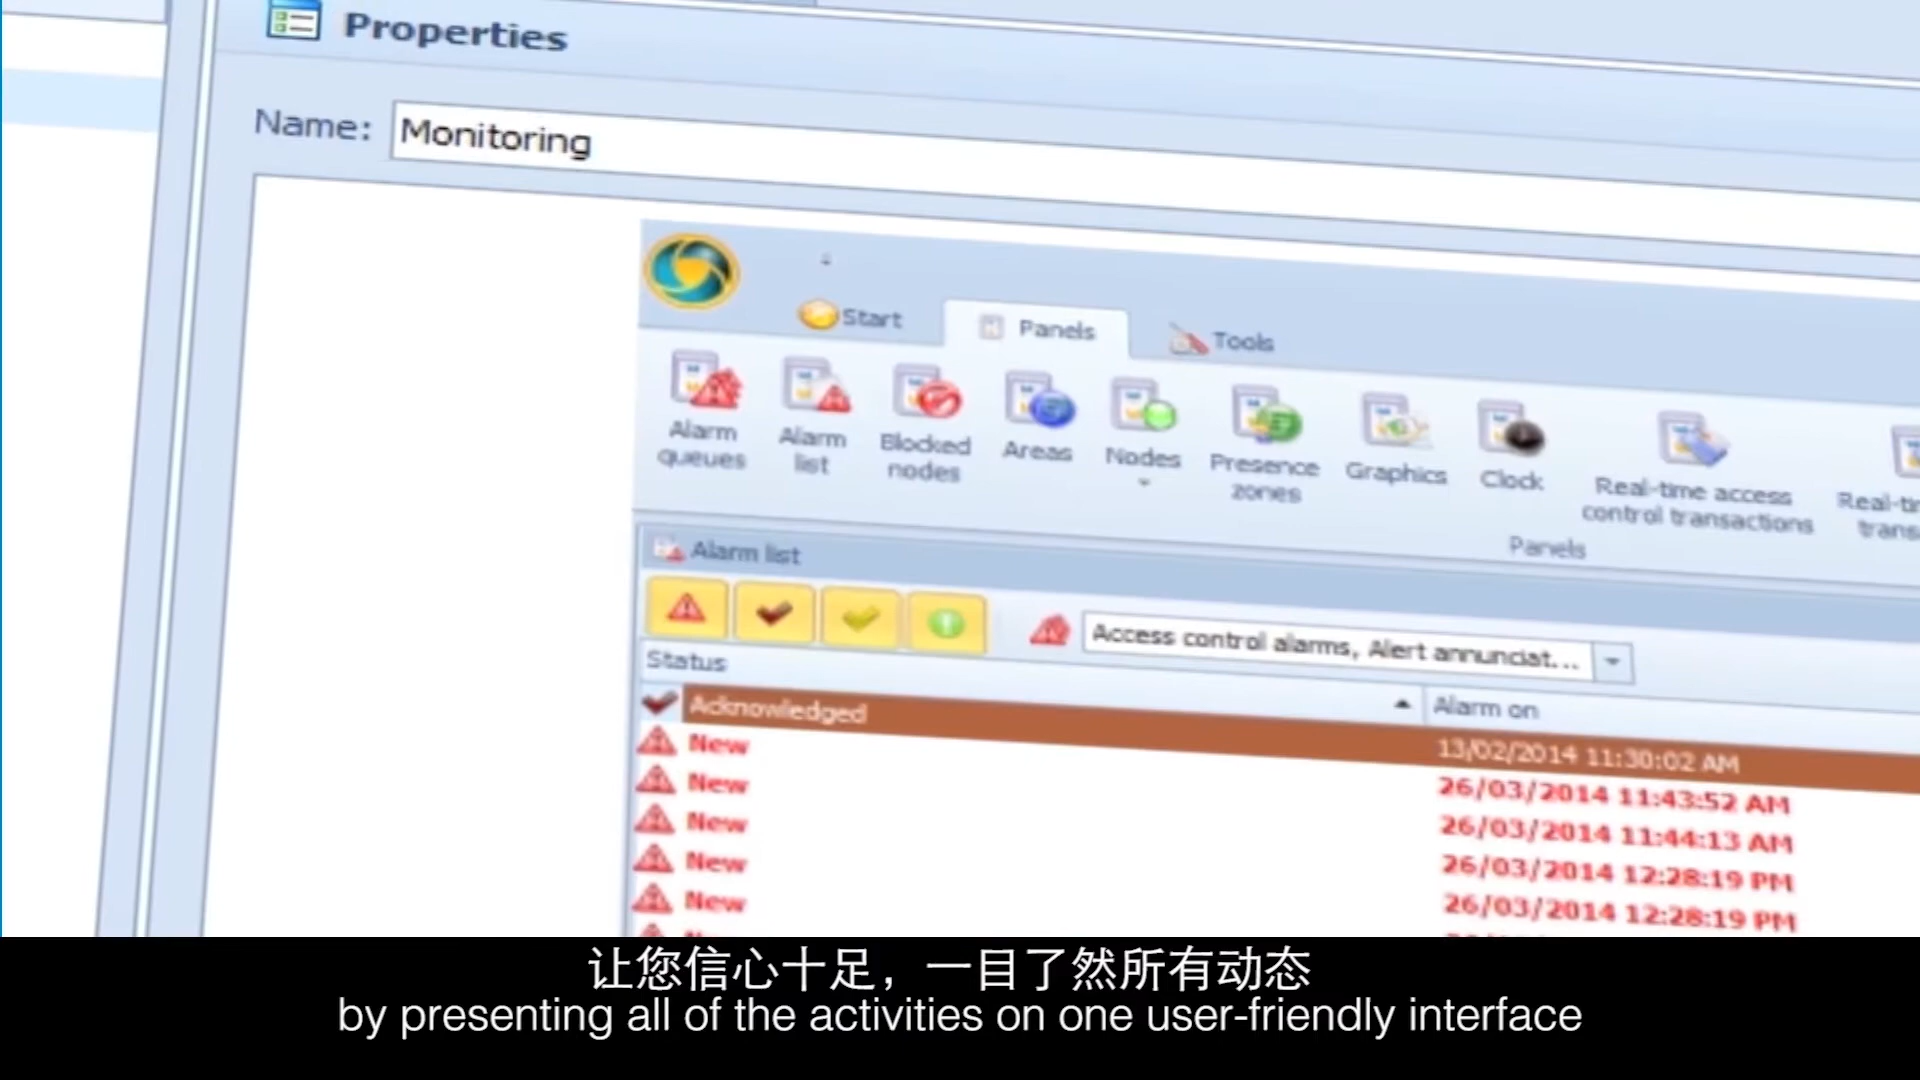 Properties
Name: Monitoring
Start
Panels
Tools
Alarm queues
Alarm list
Blocked nodes
Areas
Nodes
Presence zones
Graphics
Clock
Real-time access control transactions
Panels
Alarm list
Access control alarms, Alert annunciat...
Status
Alarm on
Acknowledged 13/02/2014 11:30:02 AM
New 26/03/2014 11:43:52 AM
New 26/03/2014 11:44:13 AM
New 26/03/2014 12:28:19 PM
New 26/03/2014 12:28:19 PM
New
让您信心十足，一目了然所有动态
by presenting all of the activities on one user-friendly interface